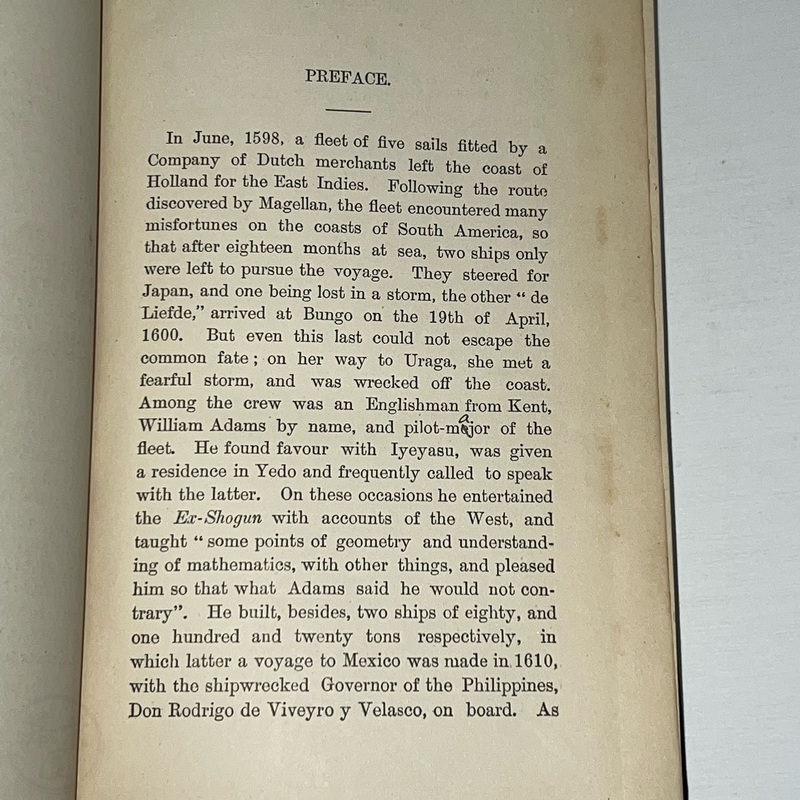 PREFACE.
In June, 1598, a fleet of five sails fitted by a
Company of Dutch merchants left the coast of
Holland for the East Indies. Following the route
discovered by Magellan, the fleet encountered many
misfortunes on the coasts of South America, so
that after eighteen months at sea, two ships only
were left to pursue the voyage. They steered for
Japan, and one being lost in a storm, the other “ de
Liefde,” arrived at Bungo on the 19th of April,
1600. But even this last could not escape the
common fate ; on her way to Uraga, she met a
fearful storm, and was wrecked off the coast.
Among the crew was an Englishman from Kent,
William Adams by name, and pilot-major of the
fleet. He found favour with Iyeyasu, was given
a residence in Yedo and frequently called to speak
with the latter. On these occasions he entertained
the Ex-Shogun with accounts of the West, and
taught “ some points of geometry and understand-
ing of mathematics, with other things, and pleased
him so that what Adams said he would not con-
trary”. He built, besides, two ships of eighty, and
one hundred and twenty tons respectively, in
which latter a voyage to Mexico was made in 1610,
with the shipwrecked Governor of the Philippines,
Don Rodrigo de Viveyro y Velasco, on board. As